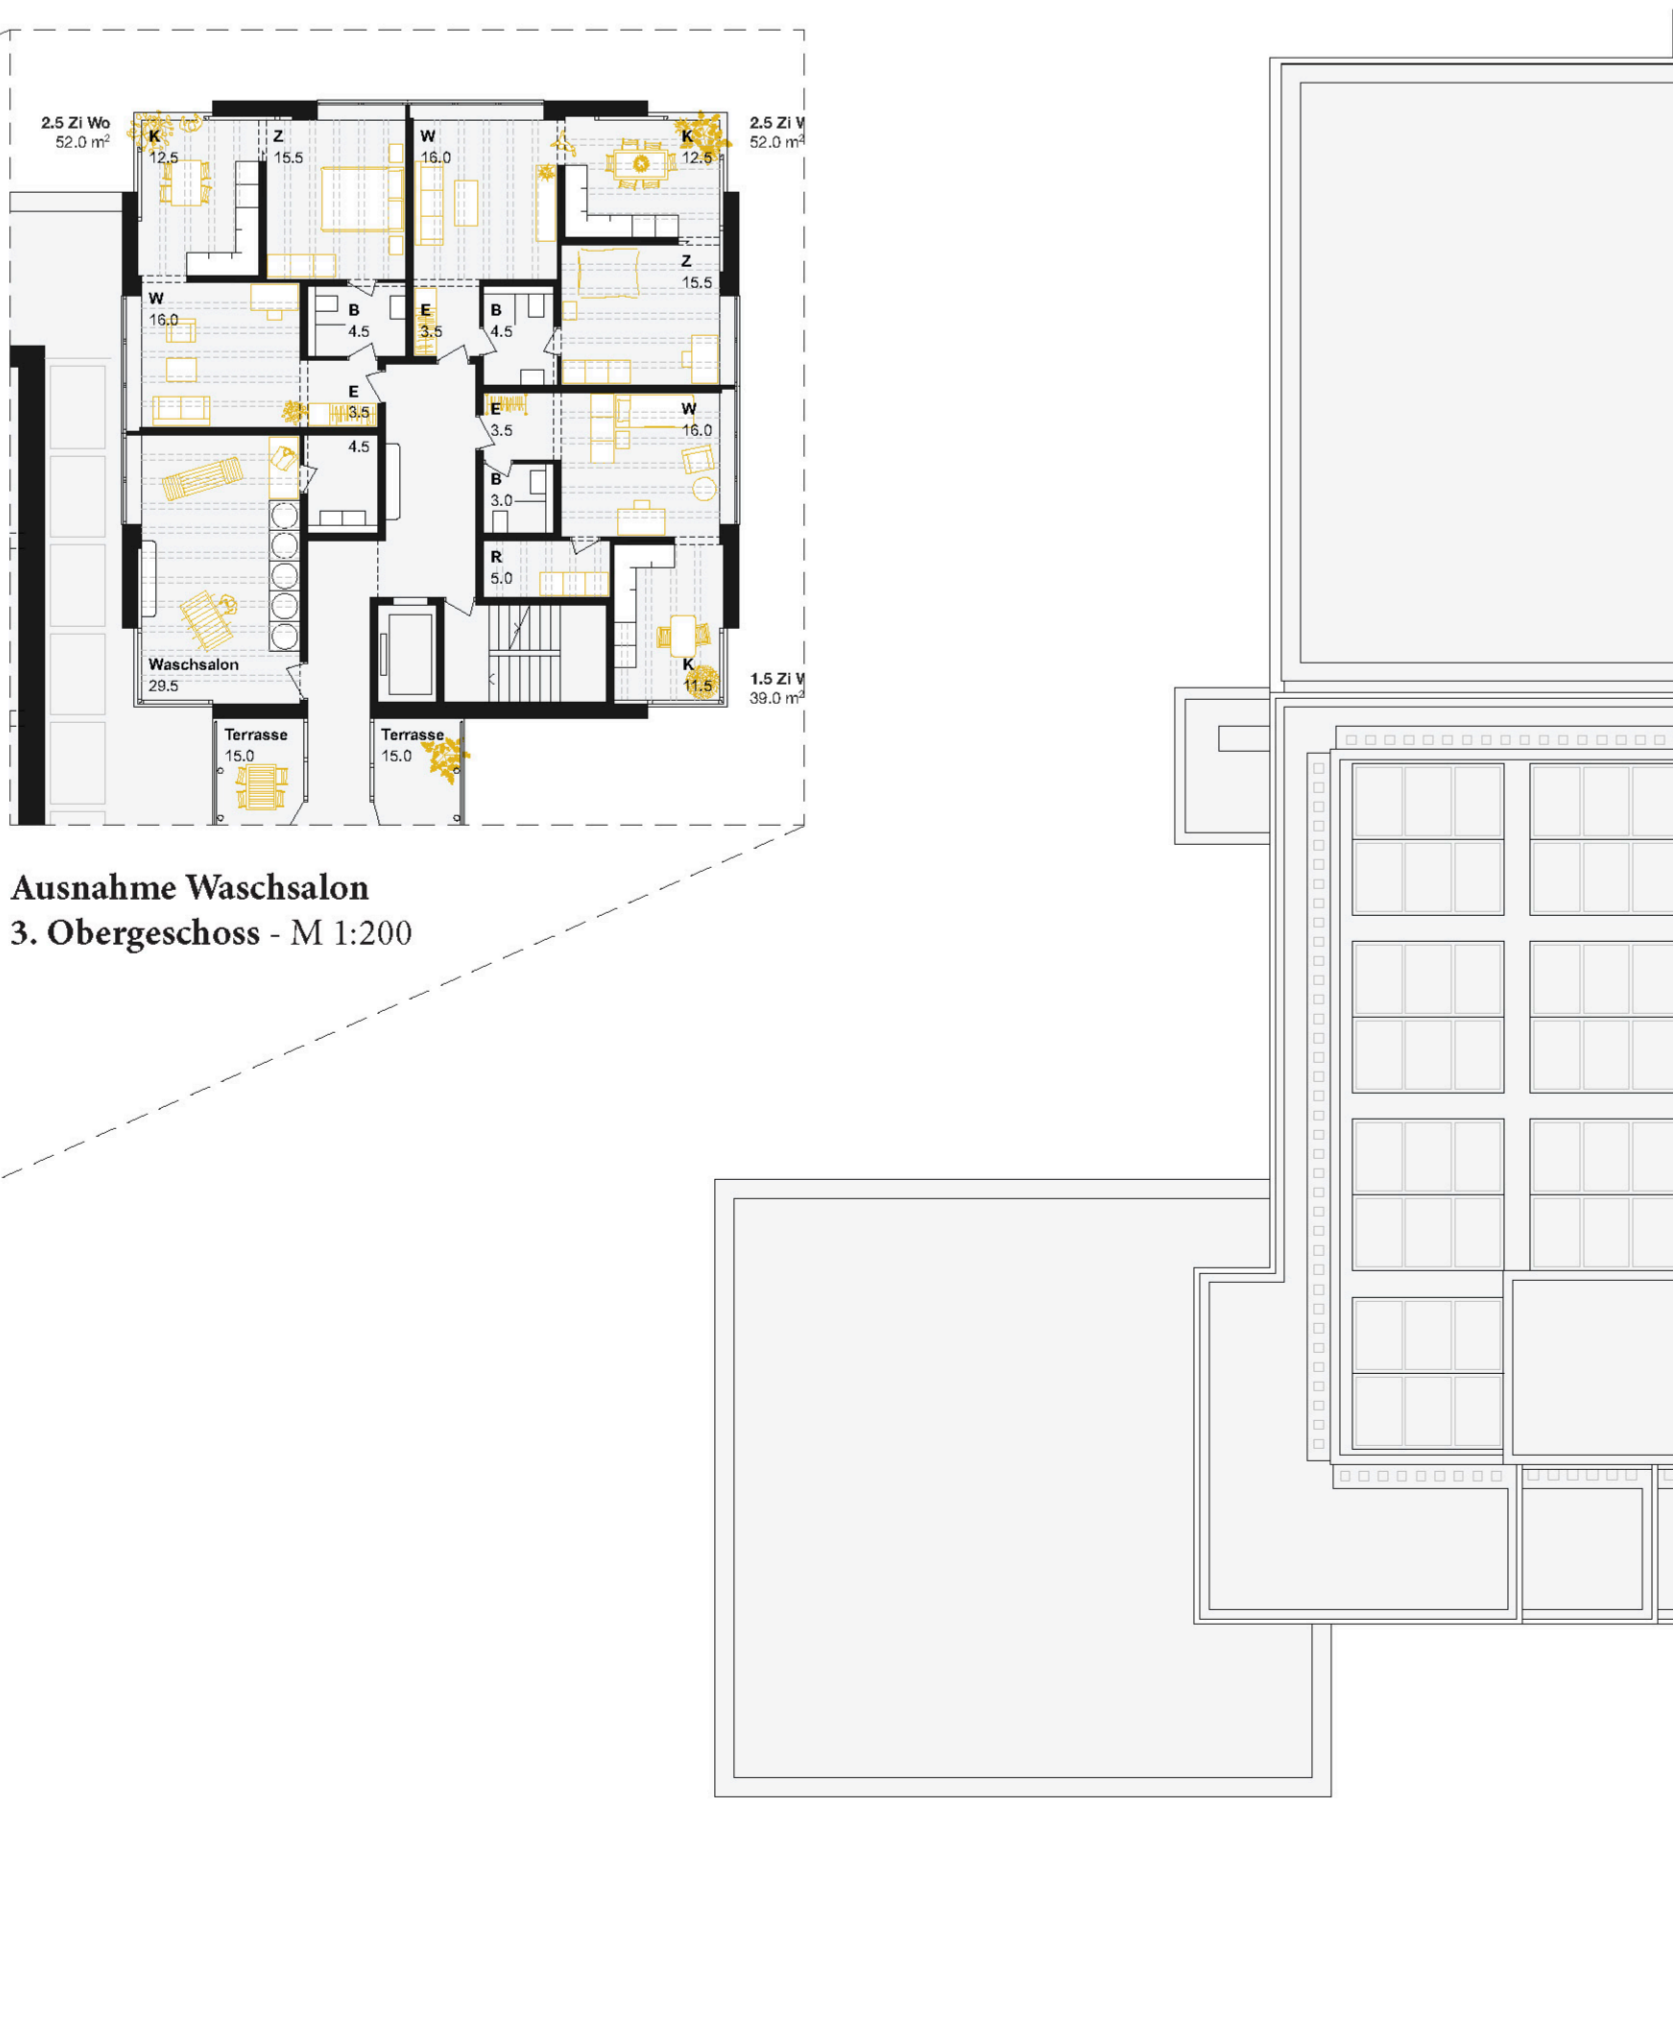 2.5 Zi Wo
52.0 m²
K
12.5
Z
15.5
W
16.0
K
12.5
2.5 Zi W
52.0 m²
Z
15.5
W
16.0
B
4.5
E
3.5
B
4.5
E
3.5
E
3.5
W
16.0
4.5
B
3.0
R
5.0
Waschsalon
29.5
K
11.5
1.5 Zi W
39.0 m²
Terrasse
15.0
Terrasse
15.0
Ausnahme Waschsalon
3. Obergeschoss - M 1:200